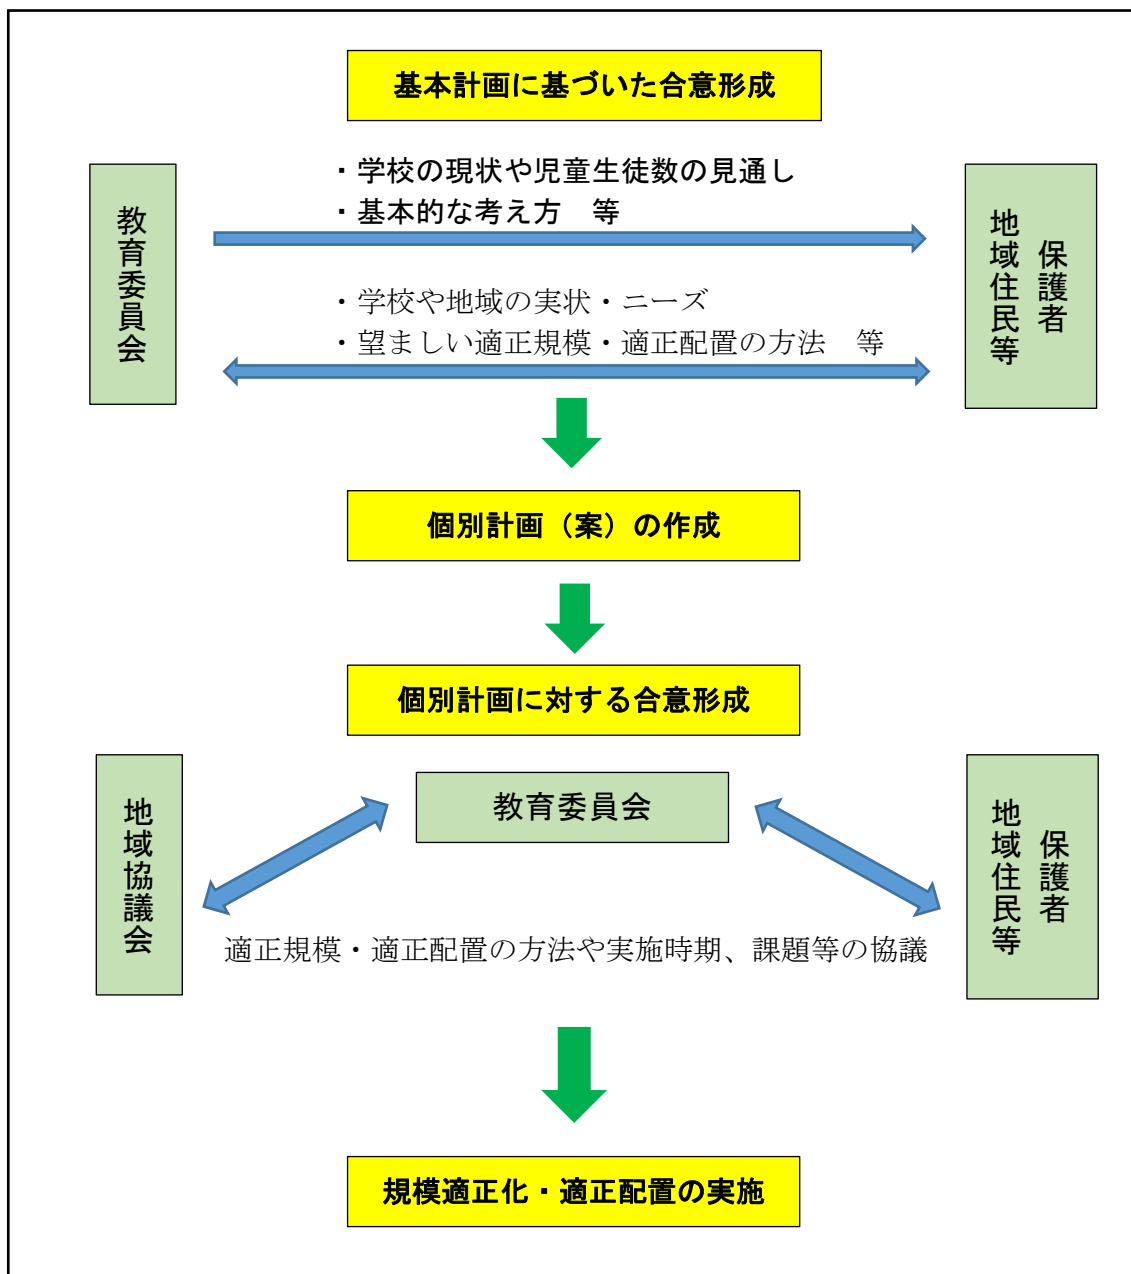 基本計画に基づいた合意形成
教育委員会
・学校の現状や児童生徒数の見通し
・基本的な考え方　等
・学校や地域の実状・ニーズ
・望ましい適正規模・適正配置の方法　等
保護者
地域住民等
個別計画（案）の作成
個別計画に対する合意形成
地域協議会
教育委員会
保護者
地域住民等
適正規模・適正配置の方法や実施時期、課題等の協議
規模適正化・適正配置の実施